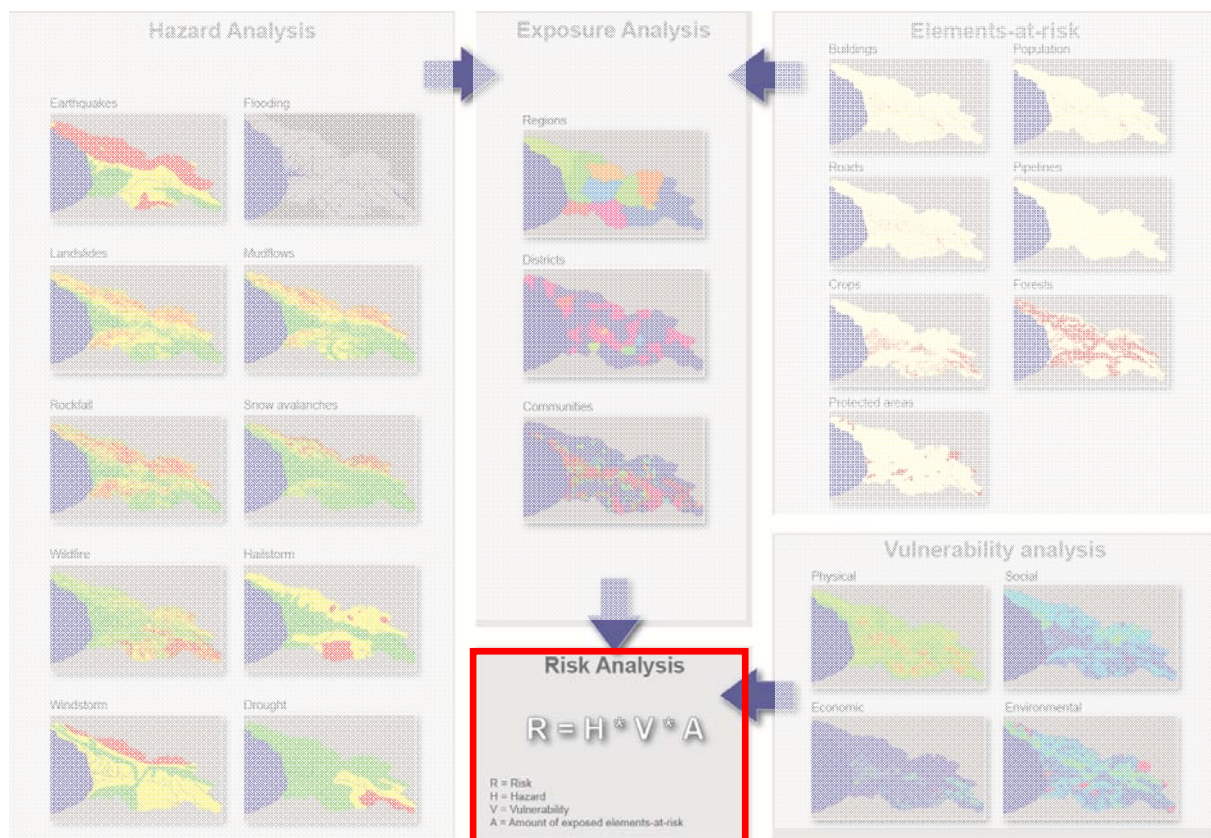 Hazard Analysis
Earthquakes
Flooding
Landslides
Mudflows
Rockfall
Snow avalanches
Wildfire
Hailstorm
Windstorm
Drought
Exposure Analysis
Regions
Districts
Communities
Elements-at-risk
Buildings
Population
Roads
Pipelines
Crops
Forests
Protected areas
Vulnerability analysis
Physical
Social
Economic
Environmental
Risk Analysis
R = H * V * A
R = Risk
H = Hazard
V = Vulnerability
A = Amount of exposed elements-at-risk